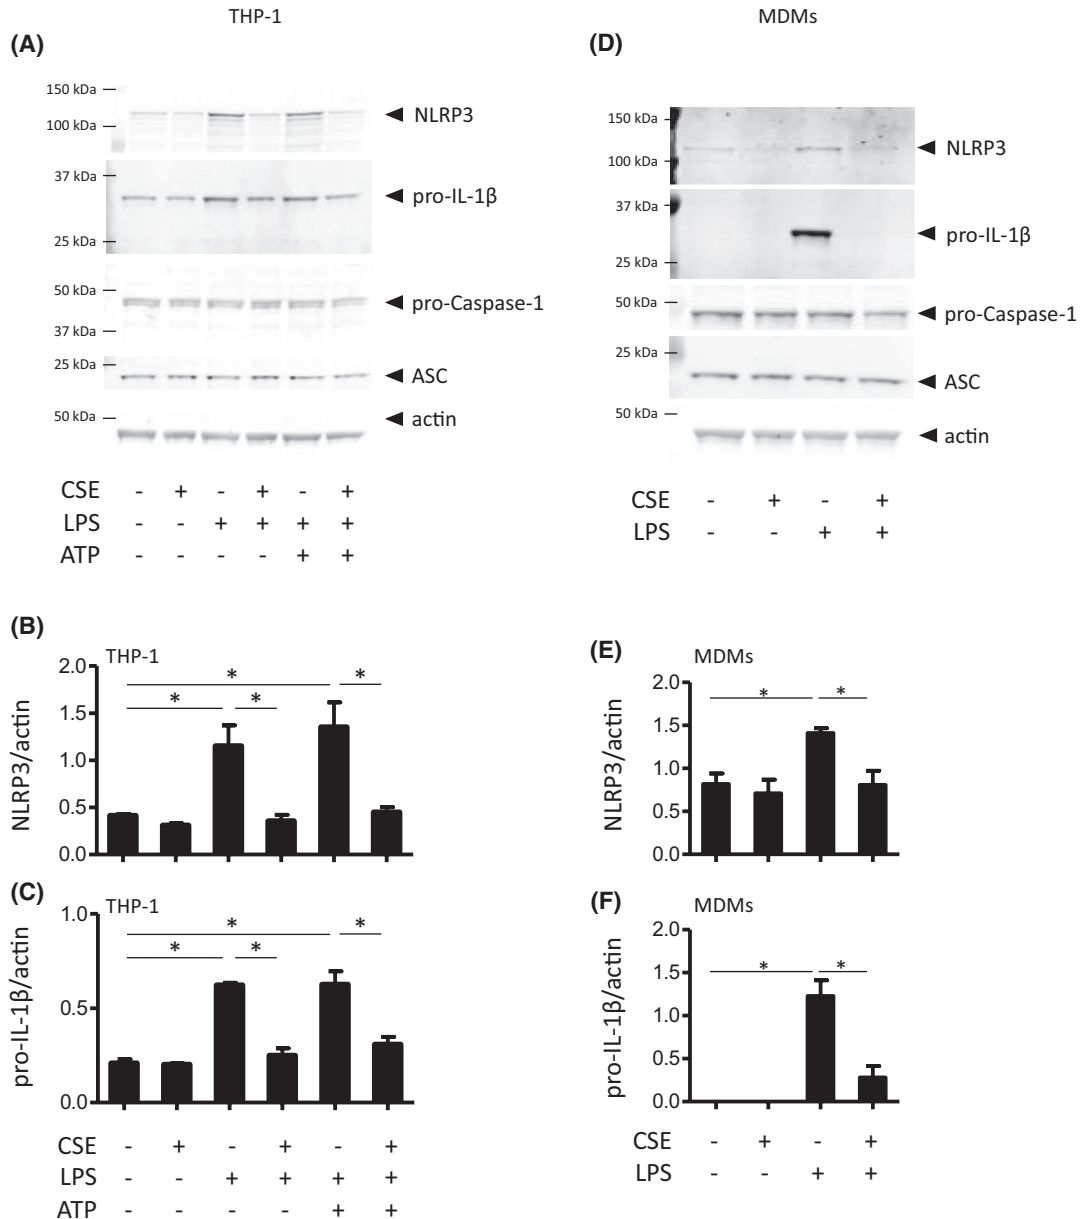 THP-1
(A)
150 kDa
100 kDa
NLRP3
37 kDa
pro-IL-1β
25 kDa
50 kDa
pro-Caspase-1
37 kDa
25 kDa
ASC
50 kDa
actin
CSE - + - + - +
LPS - - + + + +
ATP - - - - + +
MDMs
(D)
150 kDa
NLRP3
100 kDa
37 kDa
pro-IL-1β
25 kDa
50 kDa
pro-Caspase-1
25 kDa
ASC
50 kDa
actin
CSE - + - +
LPS - - + +
(B)
THP-1
NLRP3/actin
2.0
1.5
1.0
0.5
0.0
* * * *
(C)
THP-1
pro-IL-1β/actin
1.0
0.5
0.0
* * * *
CSE - + - + - +
LPS - - + + + +
ATP - - - - + +
(E)
MDMs
NLRP3/actin
2.0
1.5
1.0
0.5
0.0
* *
(F)
MDMs
pro-IL-1β/actin
2.0
1.5
1.0
0.5
0.0
* *
CSE - + - +
LPS - - + +